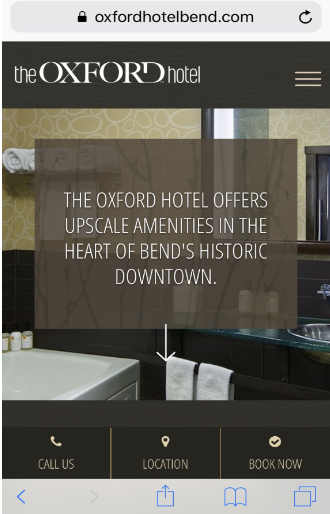 oxfordhotelbend.com
the OXFORD hotel
THE OXFORD HOTEL OFFERS
UPSCALE AMENITIES IN THE
HEART OF BEND'S HISTORIC
DOWNTOWN.
CALL US LOCATION BOOK NOW